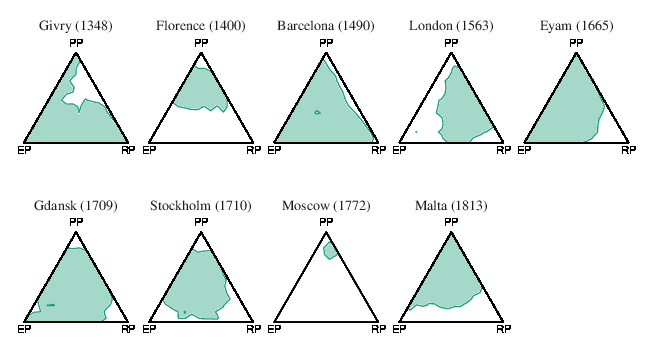 Givry (1348) Florence (1400) Barcelona (1490) London (1563) Eyam (1665)
PP PP PP PP PP
EP RP EP RP EP RP EP RP EP RP
Gdansk (1709) Stockholm (1710) Moscow (1772) Malta (1813)
PP PP PP PP
EP RP EP RP EP RP EP RP